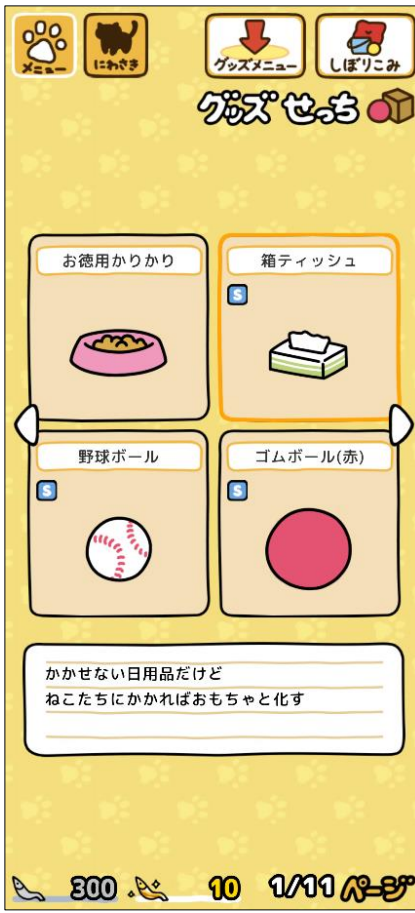 メニュー
にわさき
グッズメニュー
しぼりこみ
グッズせっち
お徳用かりかり
箱ティッシュ
S
野球ボール
ゴムボール(赤)
S
S
かかせない日用品だけど
ねこたちにかかればおもちゃと化す
300
10
1/11ページ